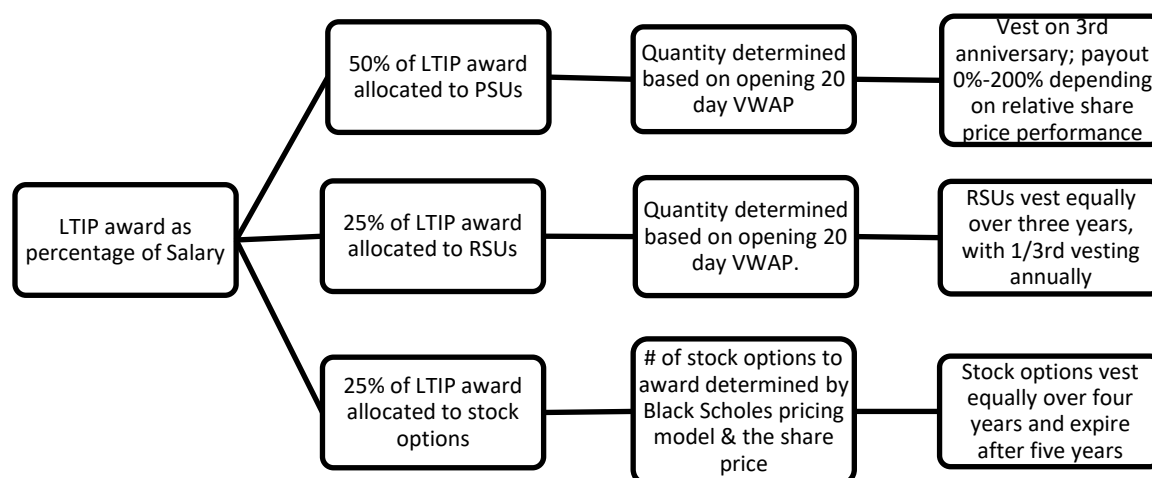 LTIP award as
percentage of Salary
50% of LTIP award
allocated to PSUs
Quantity determined
based on opening 20
day VWAP
Vest on 3rd
anniversary; payout
0%-200% depending
on relative share
price performance
25% of LTIP award
allocated to RSUs
Quantity determined
based on opening 20
day VWAP.
RSUs vest equally
over three years,
with 1/3rd vesting
annually
25% of LTIP award
allocated to stock
options
# of stock options to
award determined by
Black Scholes pricing
model & the share
price
Stock options vest
equally over four
years and expire
after five years